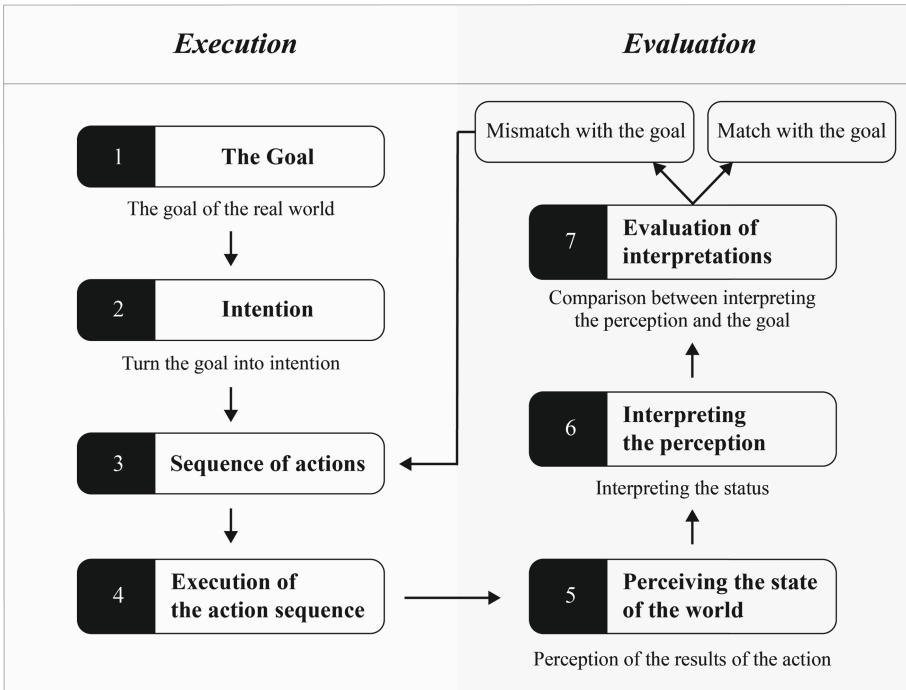 Execution
1
The Goal
The goal of the real world
2
Intention
Turn the goal into intention
3
Sequence of actions
4
Execution of
the action sequence
Evaluation
Mismatch with the goal
Match with the goal
7
Evaluation of
interpretations
Comparison between interpreting
the perception and the goal
6
Interpreting
the perception
Interpreting the status
5
Perceiving the state
of the world
Perception of the results of the action